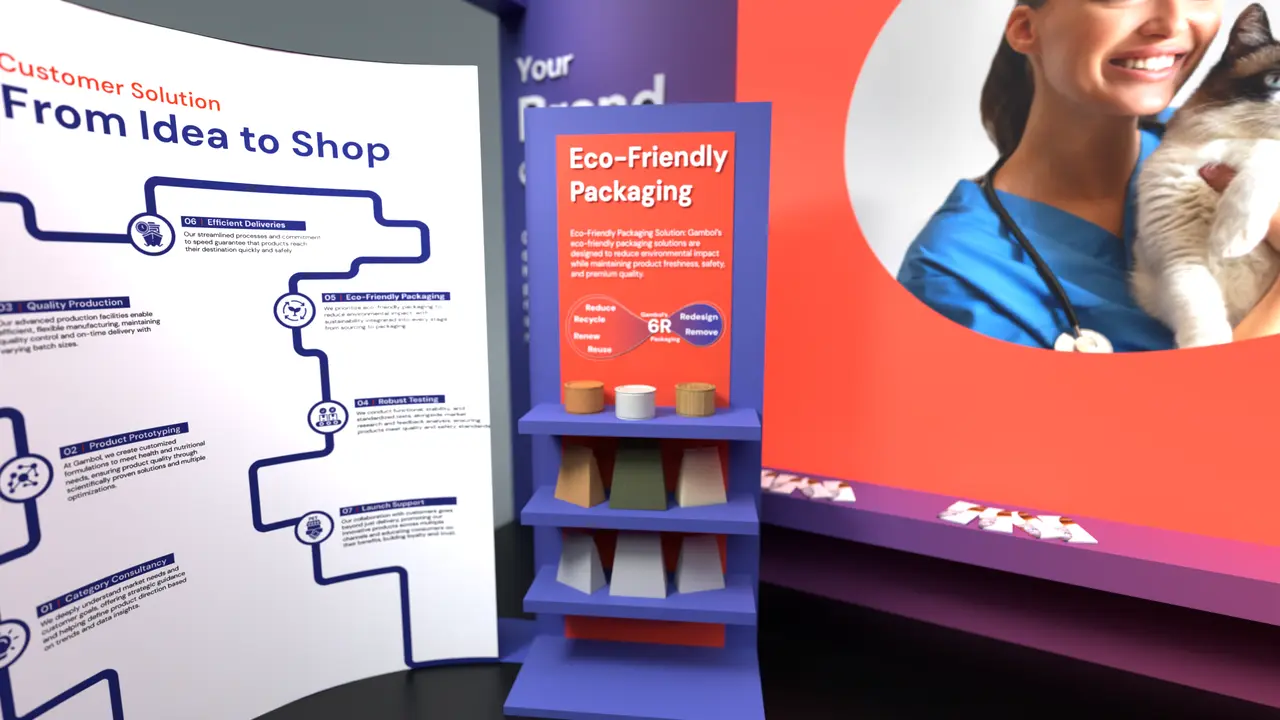 Customer Solution
From Idea to Shop
06 | Efficient Deliveries
Our streamlined processes and commitment
to speed guarantee that products reach
their destination quickly and safely
05 | Eco-Friendly Packaging
We prioritize eco-friendly packaging to
reduce environmental impact, with
sustainability integrated into every stage
from sourcing to packaging.
03 | Quality Production
Our advanced production facilities enable
efficient, flexible manufacturing, maintaining
quality control and on-time delivery with
varying batch sizes.
04 | Robust Testing
We conduct functional, stability, and
standardized tests, alongside market
research and feedback analysis, ensuring
products meet quality and safety standards
02 | Product Prototyping
At Gambol, we create customized
formulations to meet health and nutritional
needs, ensuring product quality through
scientifically proven solutions and multiple
optimizations.
07 | Launch Support
Our collaboration with customers goes
beyond just delivery, promoting our
innovative products across multiple
channels and educating consumers on
their benefits, building loyalty and trust.
01 | Category Consultancy
We deeply understand market needs and
customer goals, offering strategic guidance
and helping define product direction based
on trends and data insights.
Your
Brand
Eco-Friendly
Packaging
Eco-Friendly Packaging Solution: Gambol's
eco-friendly packaging solutions are
designed to reduce environmental impact
while maintaining product freshness, safety,
and premium quality.
Reduce
Recycle
Renew
Reuse
Gambol's
6R
Packaging
Redesign
Remove